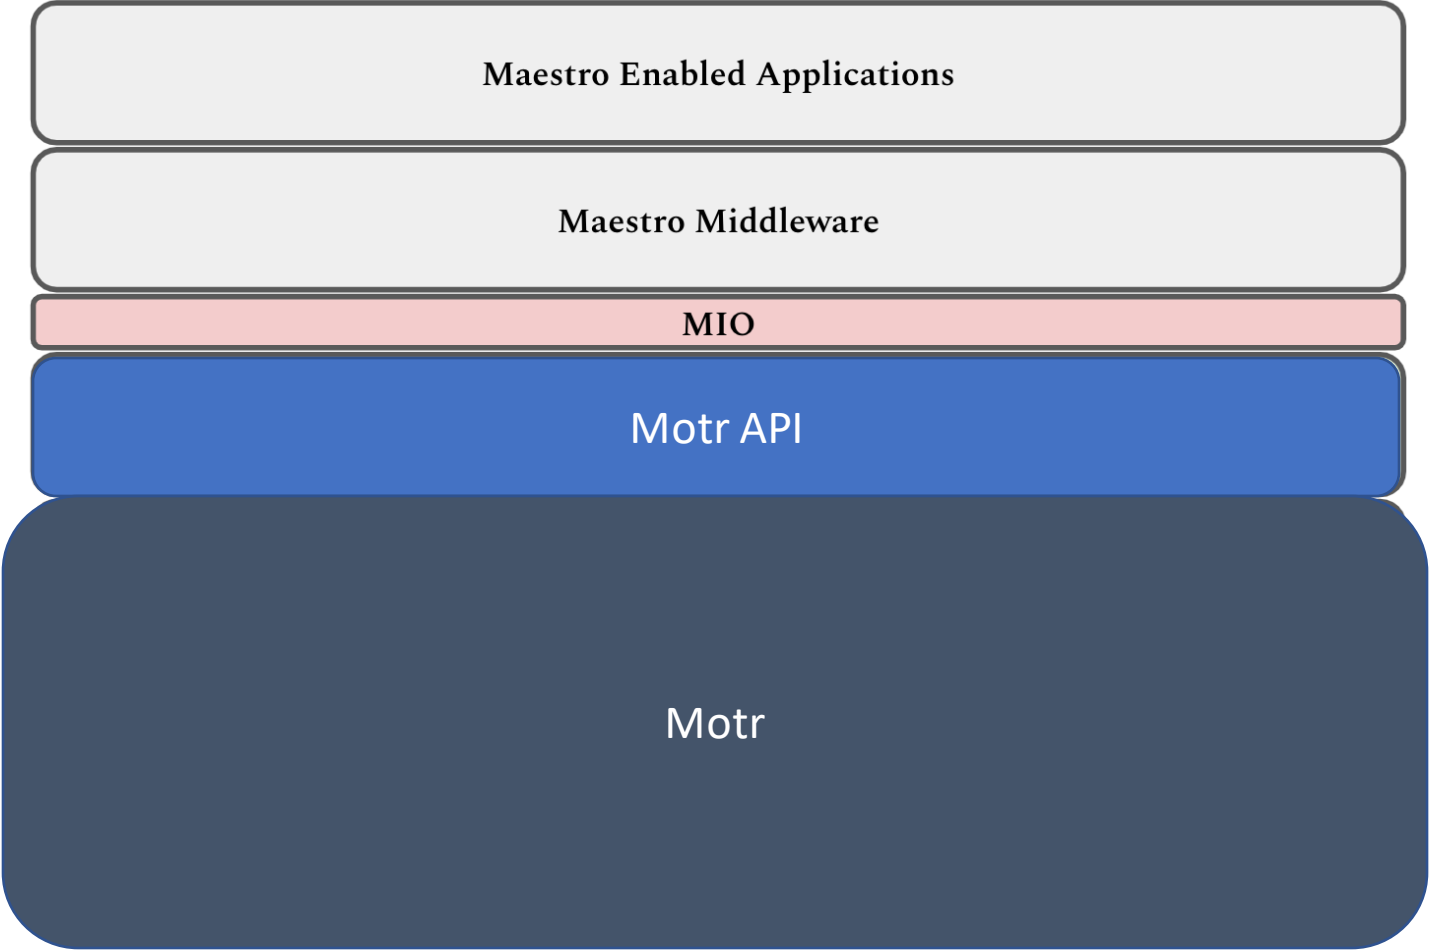 Maestro Enabled Applications
Maestro Middleware
MIO
Motr API
Motr